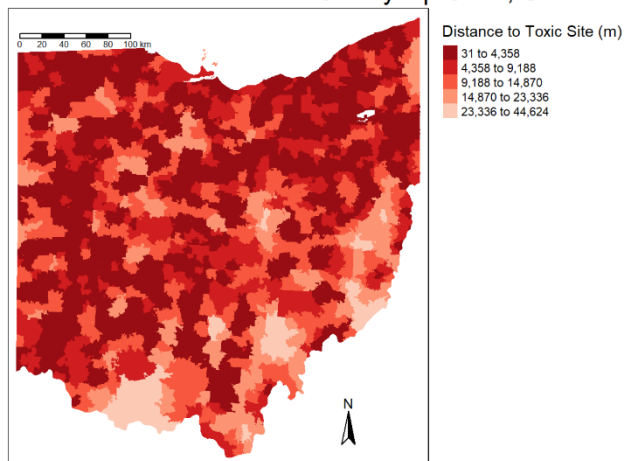 0 20 40 60 80 100 km
Distance to Toxic Site (m)
31 to 4,358
4,358 to 9,188
9,188 to 14,870
14,870 to 23,336
23,336 to 44,624
N